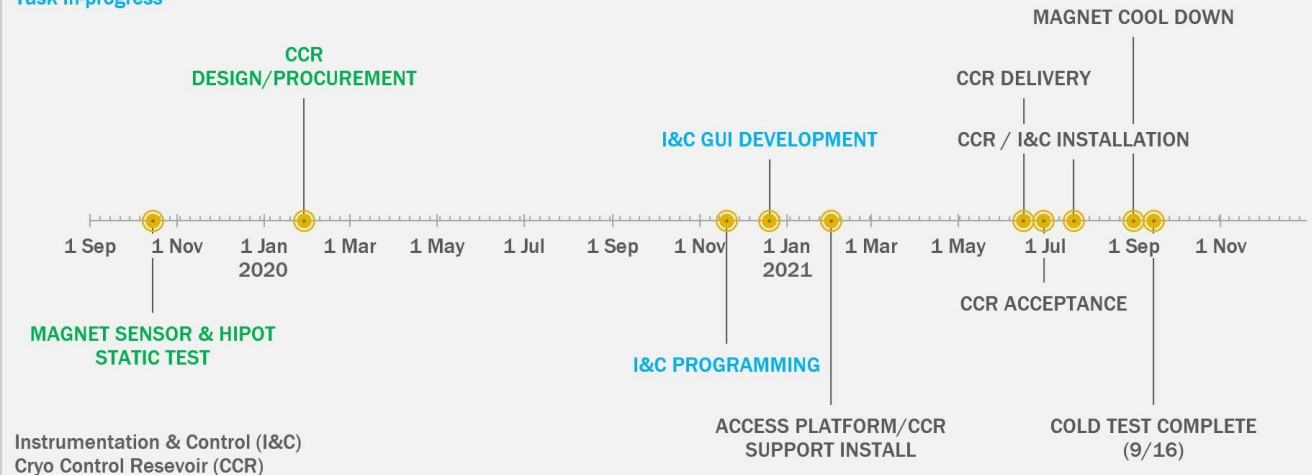 Task in-progress
MAGNET COOL DOWN
CCR
DESIGN/PROCUREMENT
CCR DELIVERY
I&C GUI DEVELOPMENT
CCR / I&C INSTALLATION
1 Sep
1 Nov
1 Jan
2020
1 Mar
1 May
1 Jul
1 Sep
1 Nov
1 Jan
2021
1 Mar
1 May
1 Jul
1 Sep
1 Nov
CCR ACCEPTANCE
MAGNET SENSOR & HIPOT
STATIC TEST
I&C PROGRAMMING
ACCESS PLATFORM/CCR
SUPPORT INSTALL
COLD TEST COMPLETE
(9/16)
Instrumentation & Control (I&C)
Cryo Control Resevoir (CCR)